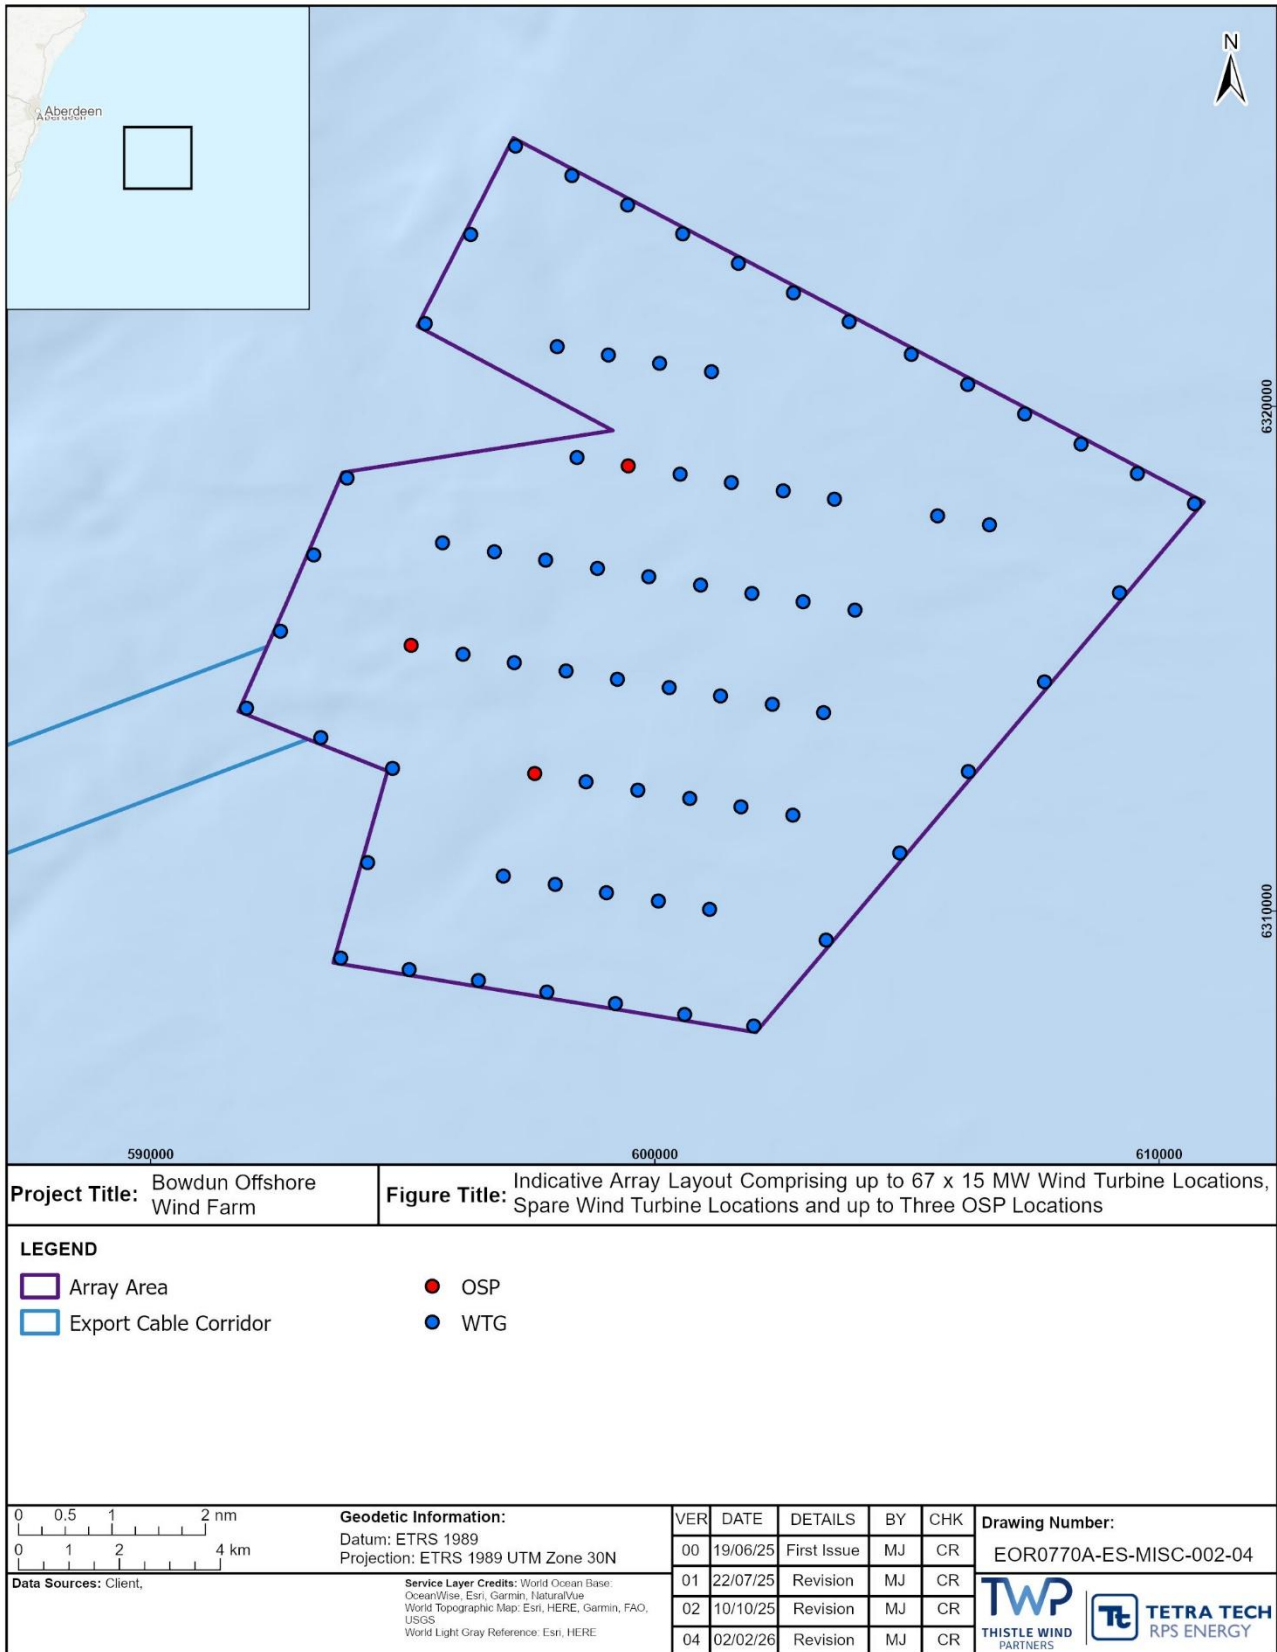 N
Aberdeen
Aberdeen
6320000
6310000
590000
600000
610000
Project Title: Bowdun Offshore
Wind Farm
Figure Title: Indicative Array Layout Comprising up to 67 x 15 MW Wind Turbine Locations,
Spare Wind Turbine Locations and up to Three OSP Locations
LEGEND
Array Area
Export Cable Corridor
OSP
WTG
0 0.5 1 2 nm
0 1 2 4 km
Geodetic Information:
Datum: ETRS 1989
Projection: ETRS 1989 UTM Zone 30N
Data Sources: Client,
Service Layer Credits: World Ocean Base:
OceanWise, Esri, Garmin, NaturalVue
World Topographic Map: Esri, HERE, Garmin, FAO,
USGS
World Light Gray Reference: Esri, HERE
VER DATE DETAILS BY CHK
00 19/06/25 First Issue MJ CR
01 22/07/25 Revision MJ CR
02 10/10/25 Revision MJ CR
04 02/02/26 Revision MJ CR
Drawing Number:
EOR0770A-ES-MISC-002-04
TWP
THISTLE WIND
PARTNERS
Tt
TETRA TECH
RPS ENERGY